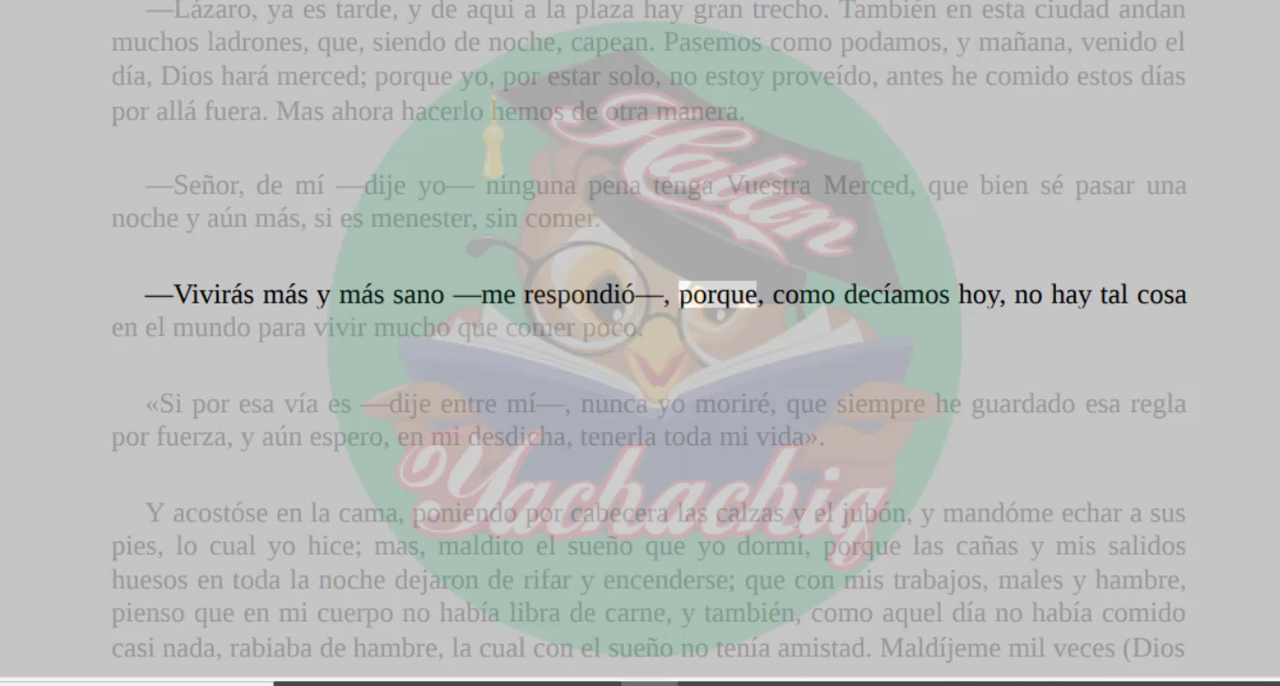 —Lázaro, ya es tarde, y de aquí a la plaza hay gran trecho. También en esta ciudad andan
muchos ladrones, que, siendo de noche, capean. Pasemos como podamos, y mañana, venido el
día, Dios hará merced; porque yo, por estar solo, no estoy proveído, antes he comido estos días
por allá fuera. Mas ahora hacerlo hemos de otra manera.
Hatun
—Señor, de mí —dije yo— ninguna pena tenga Vuestra Merced, que bien sé pasar una
noche y aún más, si es menester, sin comer.
—Vivirás más y más sano —me respondió—, porque, como decíamos hoy, no hay tal cosa
en el mundo para vivir mucho que comer poco.
«Si por esa vía es —dije entre mí—, nunca yo moriré, que siempre he guardado esa regla
por fuerza, y aún espero, en mi desdicha, tenerla toda mi vida».
Yachachiq
Y acostóse en la cama, poniendo por cabecera las calzas y el jubón, y mandóme echar a sus
pies, lo cual yo hice; mas, maldito el sueño que yo dormí, porque las cañas y mis salidos
huesos en toda la noche dejaron de rifar y encenderse; que con mis trabajos, males y hambre,
pienso que en mi cuerpo no había libra de carne, y también, como aquel día no había comido
casi nada, rabiaba de hambre, la cual con el sueño no tenía amistad. Maldíjeme mil veces (Dios